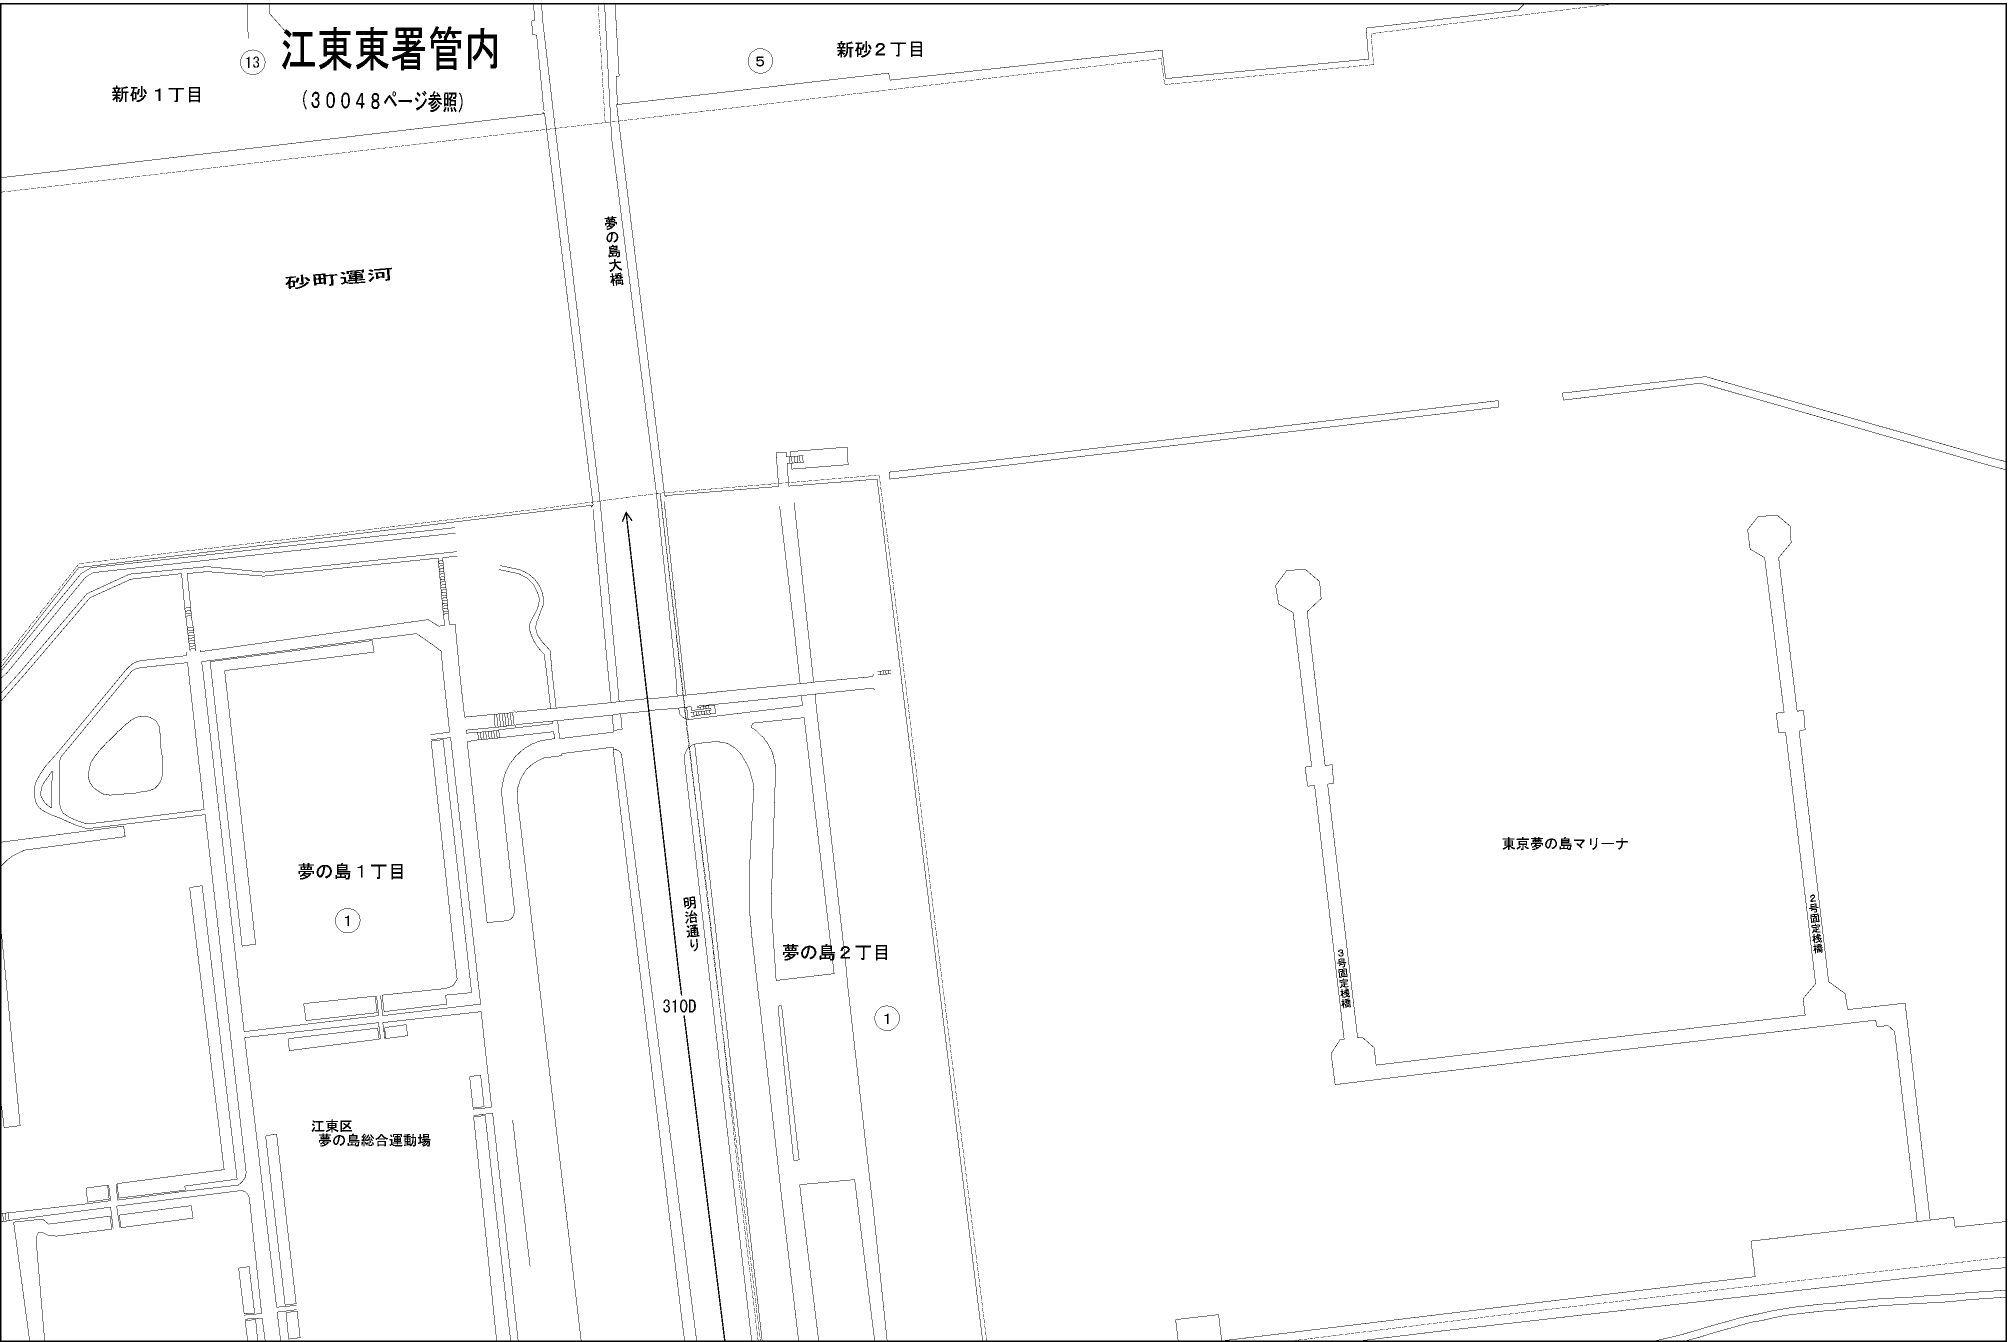 江東東署管内
13
(30048ページ参照)
新砂1丁目
5
新砂2丁目
夢の島大橋
砂町運河
夢の島1丁目
1
明治通り
310D
夢の島2丁目
1
東京夢の島マリーナ
2号固定桟橋
3号固定桟橋
江東区
夢の島総合運動場